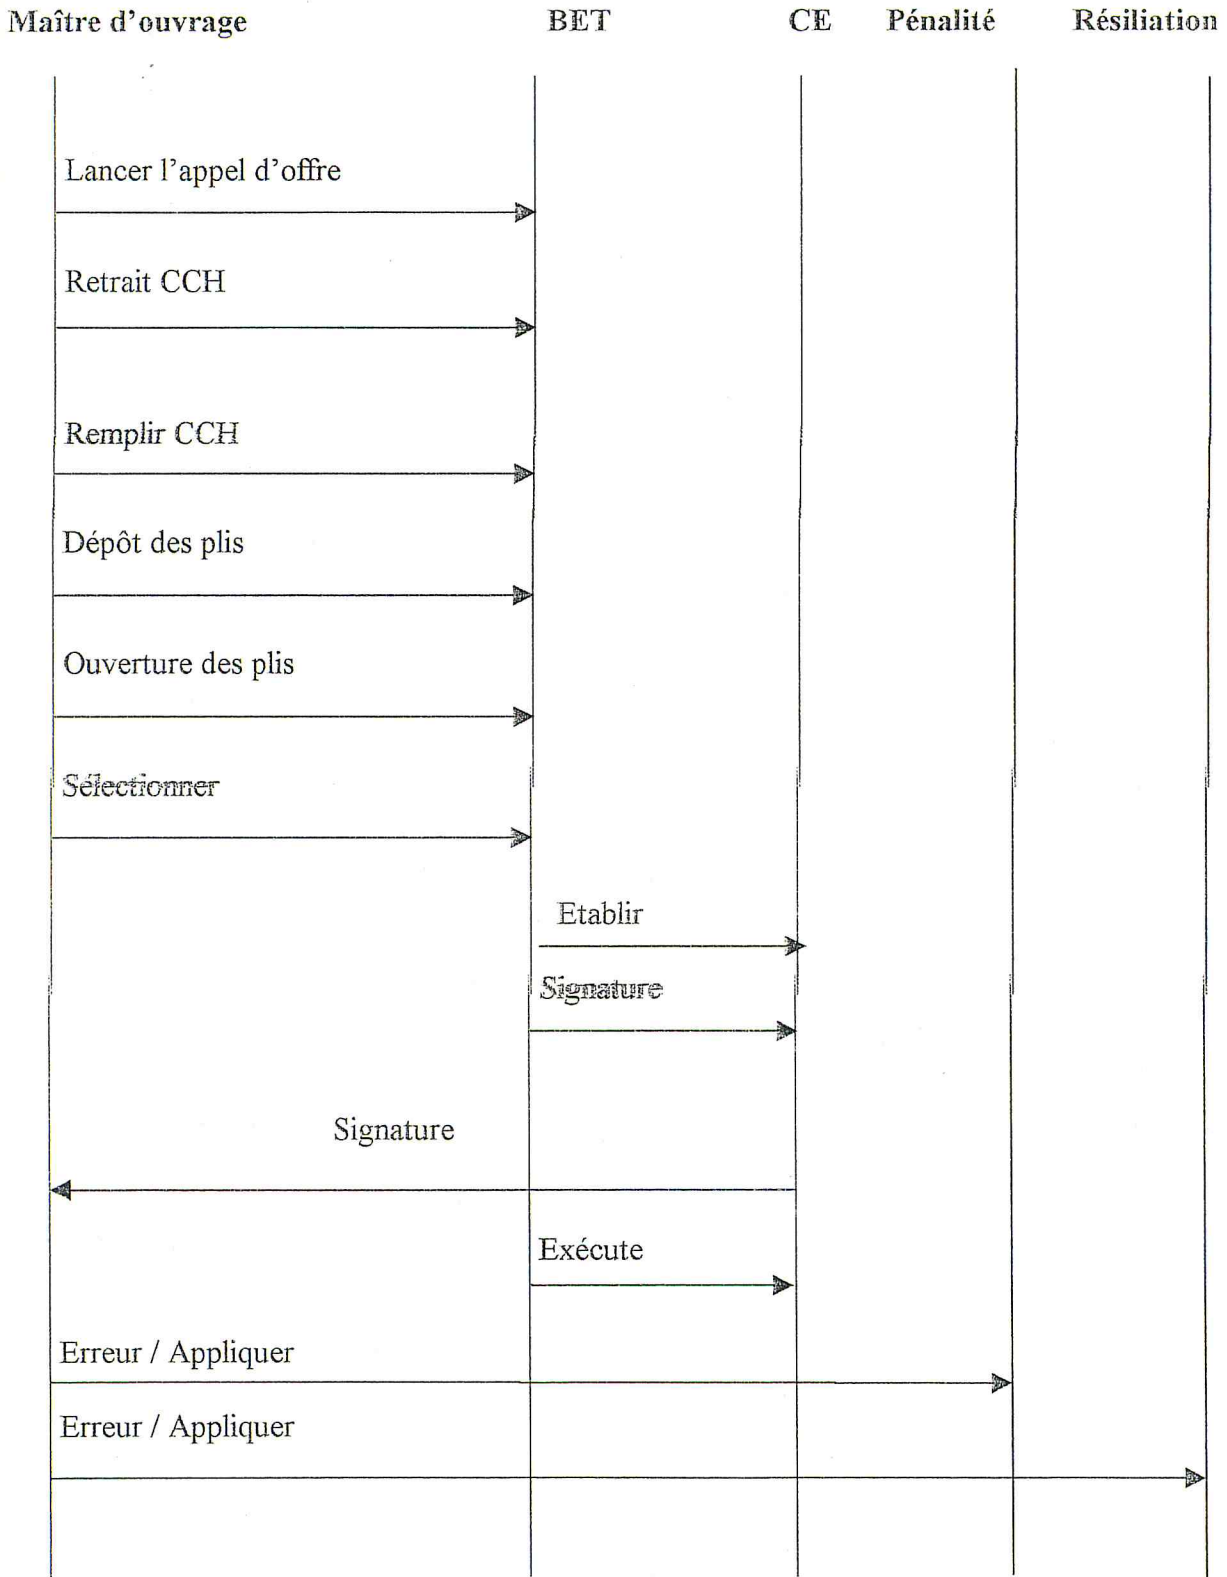 Maître d'ouvrage BET CE Pénalité Résiliation
Lancer l'appel d'offre
Retrait CCH
Remplir CCH
Dépôt des plis
Ouverture des plis
Sélectionner
Etablir
Signature
Signature
Exécute
Erreur / Appliquer
Erreur / Appliquer